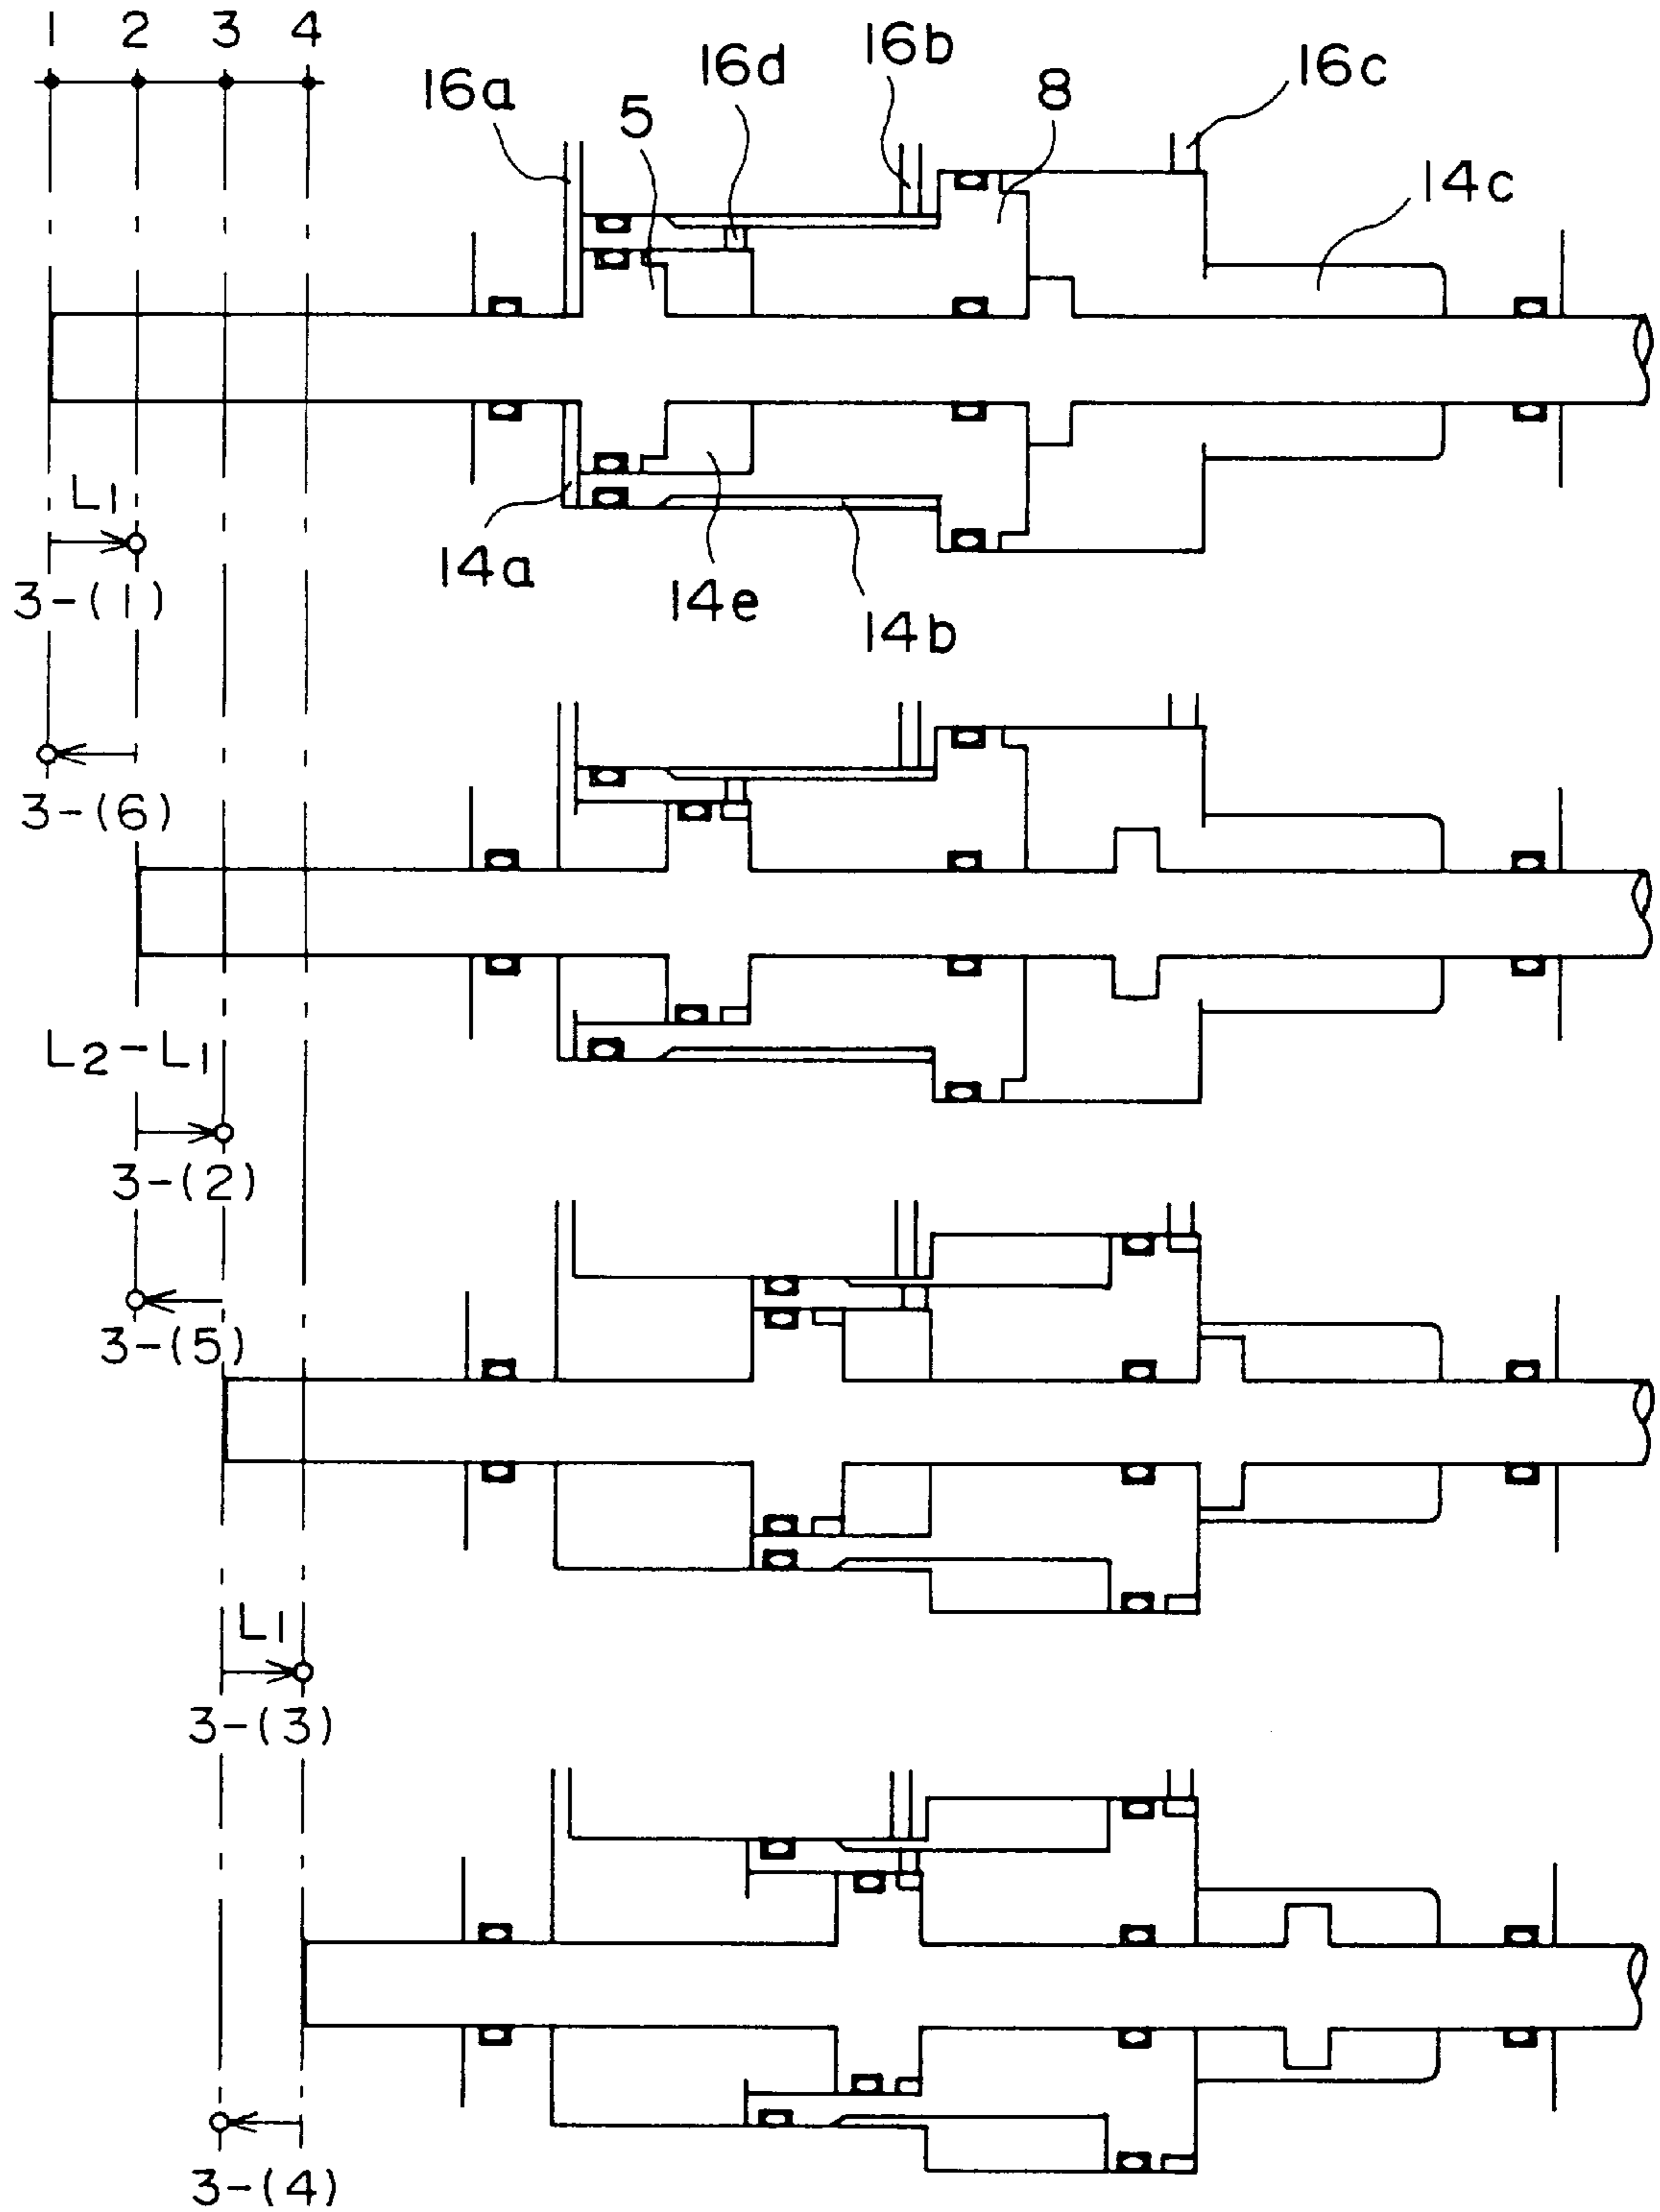 1 2 3 4
16a
5
16d
16b
8
16c
14c
L1
3-(1)
14a
14e
14b
3-(6)
L2-L1
3-(2)
3-(5)
L1
3-(3)
3-(4)